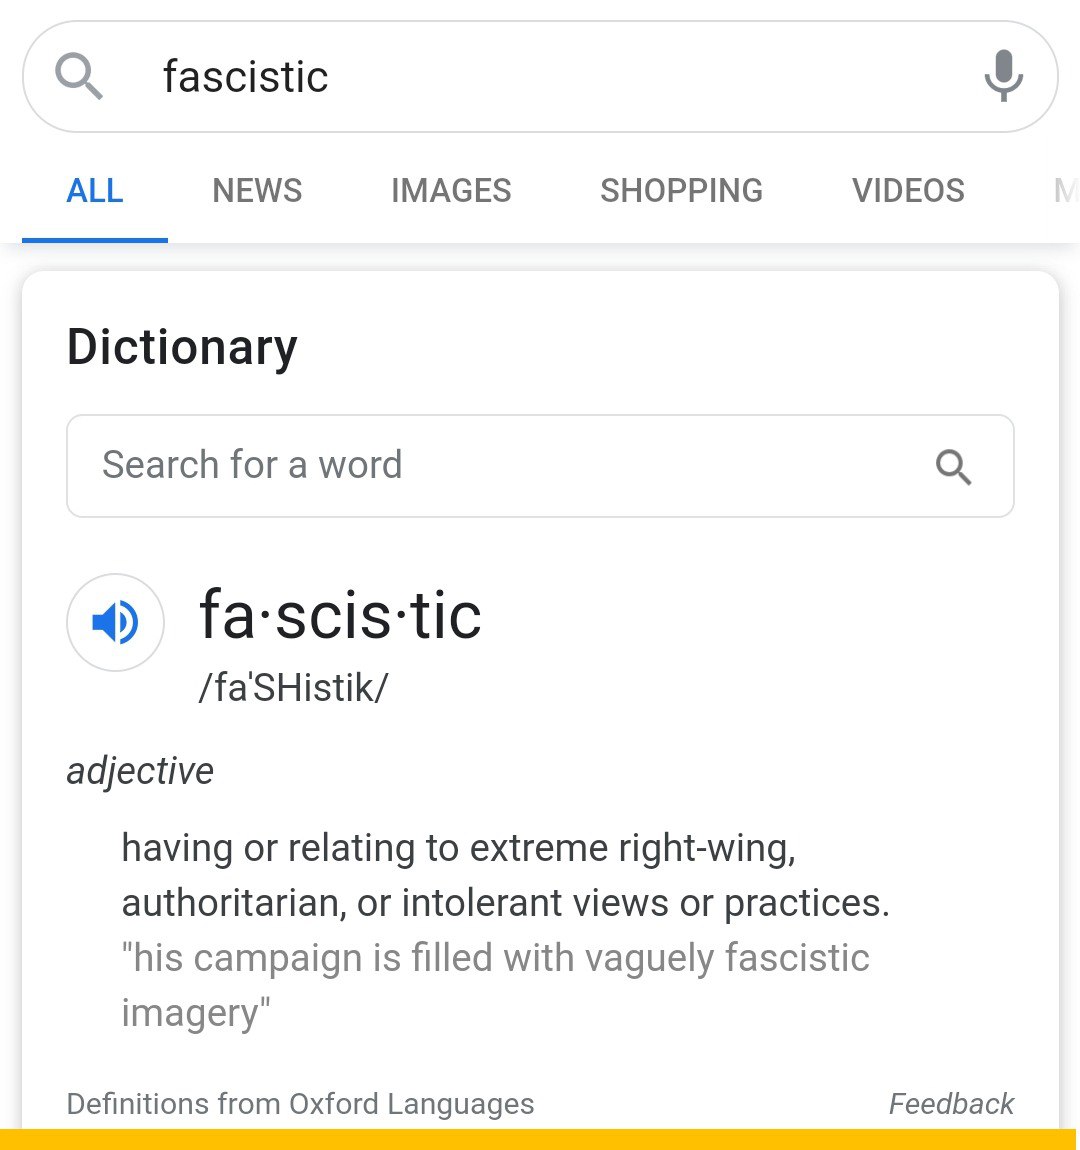 fascistic
ALL NEWS IMAGES SHOPPING VIDEOS M
Dictionary
Search for a word
fa·scis·tic
/fa'SHistik/
adjective
having or relating to extreme right-wing,
authoritarian, or intolerant views or practices.
"his campaign is filled with vaguely fascistic
imagery"
Definitions from Oxford Languages Feedback